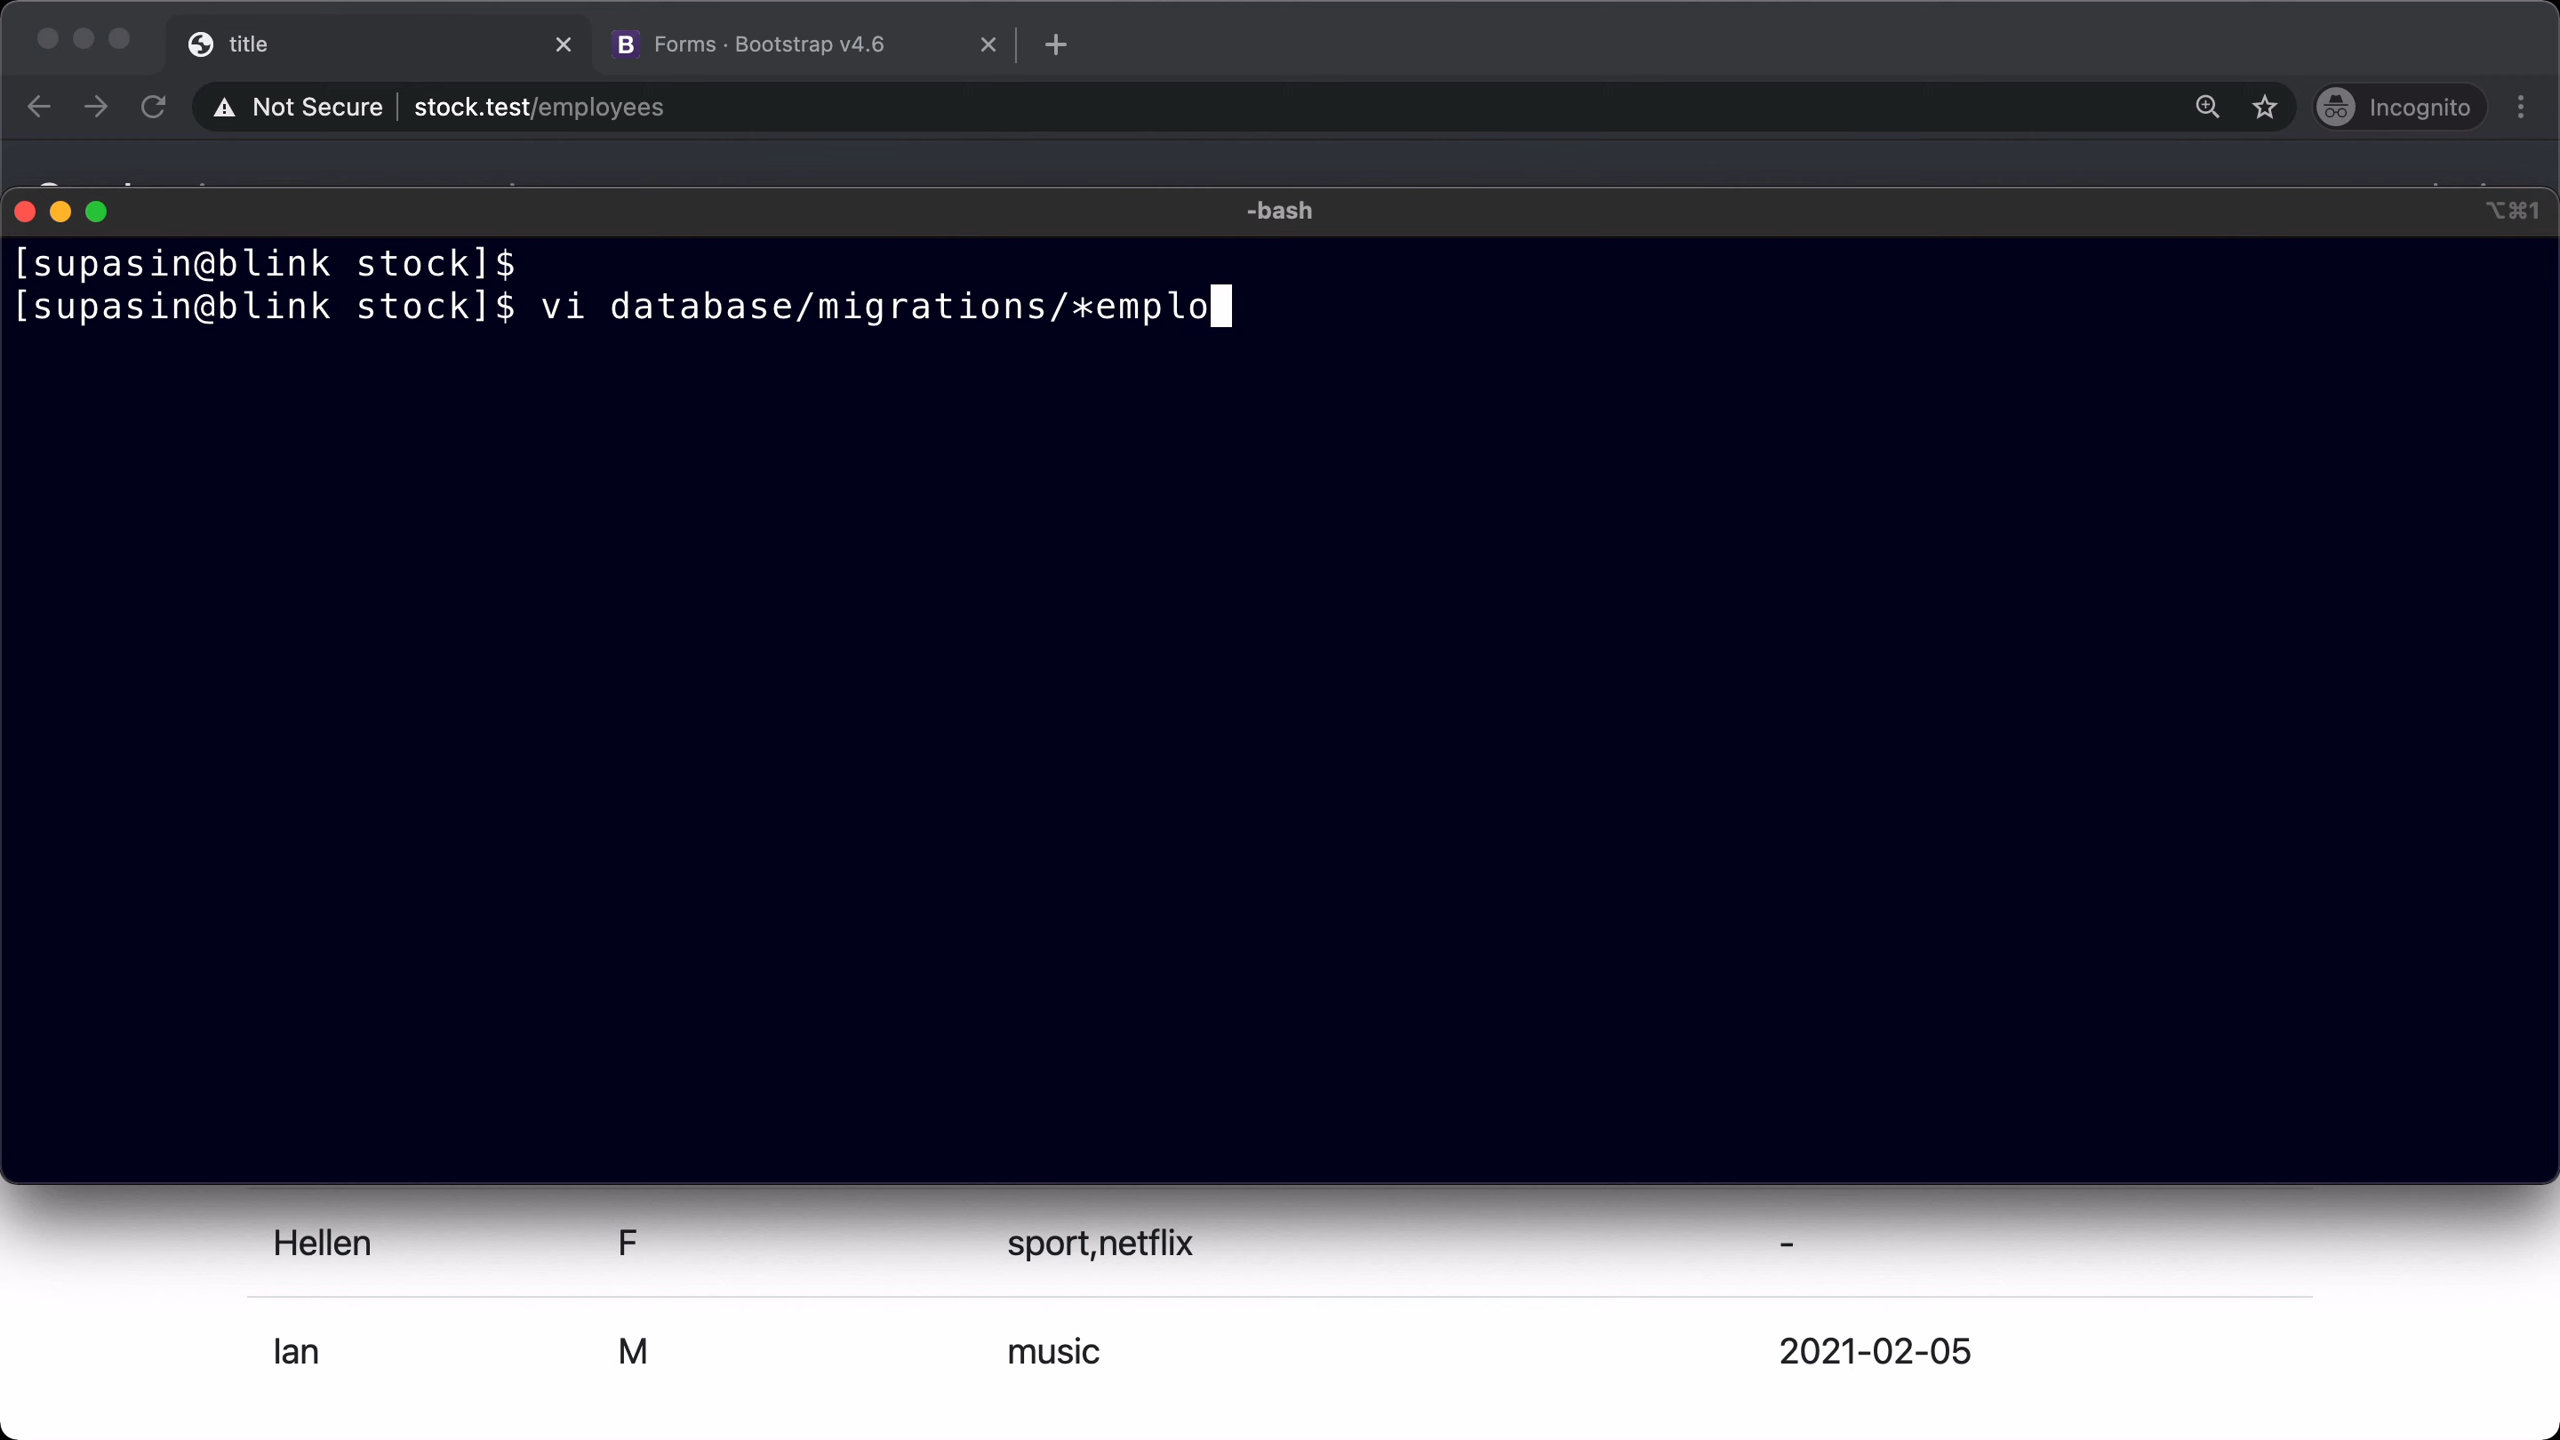 title
Forms · Bootstrap v4.6
Not Secure
stock.test/employees
Incognito
-bash
⌥⌘1
[supasin@blink stock]$
[supasin@blink stock]$ vi database/migrations/*emplo
Hellen F sport,netflix -
Ian M music 2021-02-05